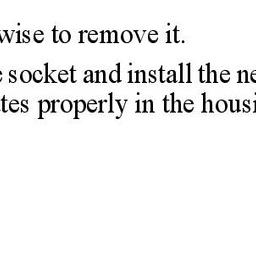 wise to remove it.
socket and install the ne
tes properly in the housi